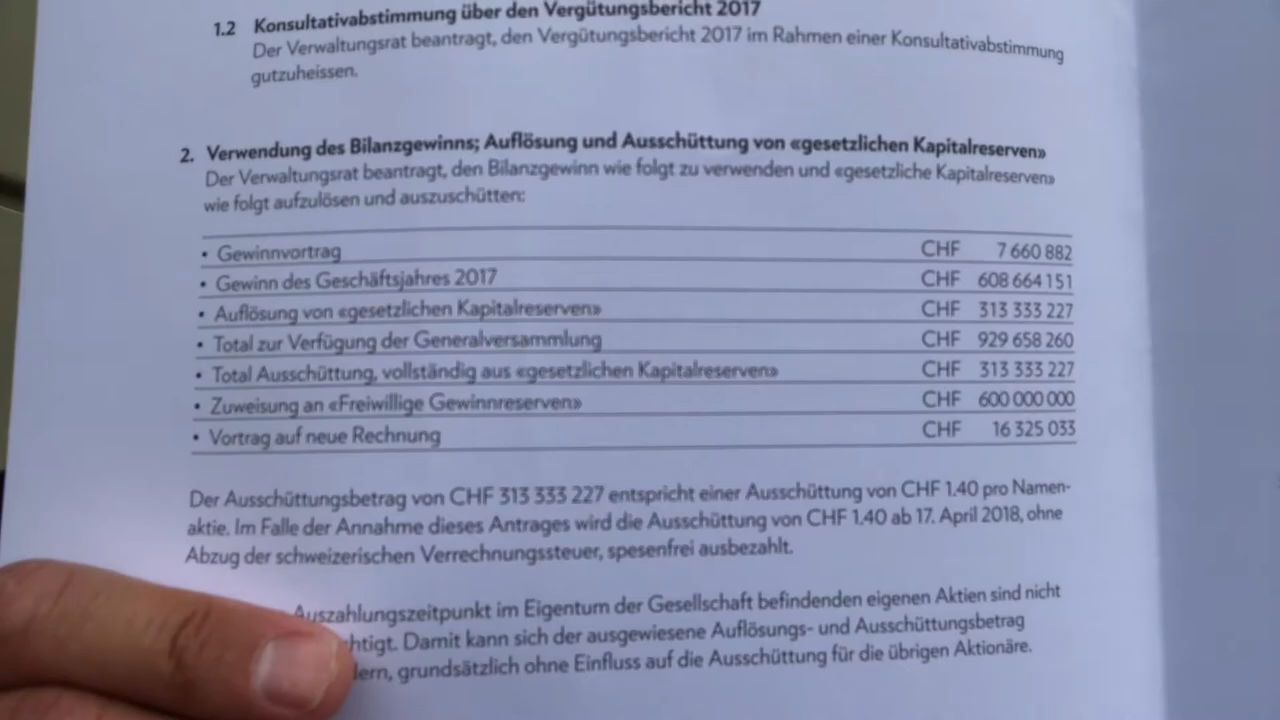 1.2 Konsultativabstimmung über den Vergütungsbericht 2017
Der Verwaltungsrat beantragt, den Vergütungsbericht 2017 im Rahmen einer Konsultativabstimmung
gutzuheissen.
2. Verwendung des Bilanzgewinns; Auflösung und Ausschüttung von «gesetzlichen Kapitalreserven»
Der Verwaltungsrat beantragt, den Bilanzgewinn wie folgt zu verwenden und «gesetzliche Kapitalreserven»
wie folgt aufzulösen und auszuschütten:
• Gewinnvortrag CHF 7 660 882
• Gewinn des Geschäftsjahres 2017 CHF 608 664 151
• Auflösung von «gesetzlichen Kapitalreserven» CHF 313 333 227
• Total zur Verfügung der Generalversammlung CHF 929 658 260
• Total Ausschüttung, vollständig aus «gesetzlichen Kapitalreserven» CHF 313 333 227
• Zuweisung an «Freiwillige Gewinnreserven» CHF 600 000 000
• Vortrag auf neue Rechnung CHF 16 325 033
Der Ausschüttungsbetrag von CHF 313 333 227 entspricht einer Ausschüttung von CHF 1.40 pro Namen-
aktie. Im Falle der Annahme dieses Antrages wird die Ausschüttung von CHF 1.40 ab 17. April 2018, ohne
Abzug der schweizerischen Verrechnungssteuer, spesenfrei ausbezahlt.
Auszahlungszeitpunkt im Eigentum der Gesellschaft befindenden eigenen Aktien sind nicht
htigt. Damit kann sich der ausgewiesene Auflösungs- und Ausschüttungsbetrag
dern, grundsätzlich ohne Einfluss auf die Ausschüttung für die übrigen Aktionäre.